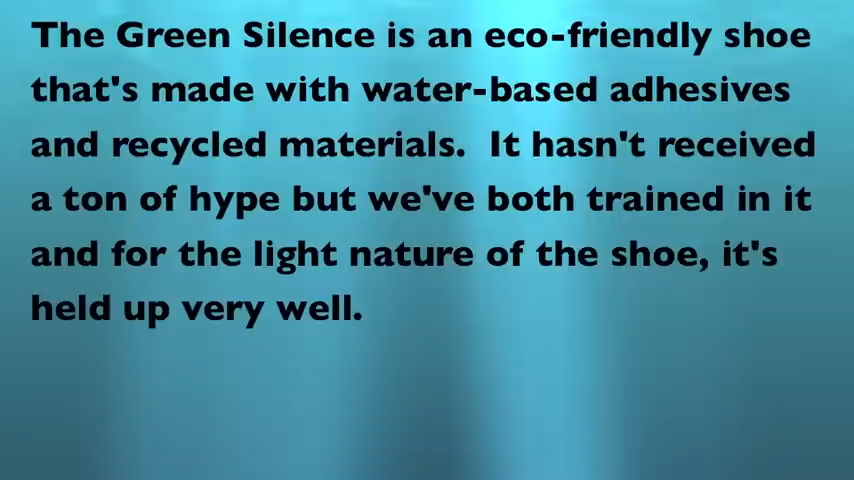 The Green Silence is an eco-friendly shoe
that's made with water-based adhesives
and recycled materials.  It hasn't received
a ton of hype but we've both trained in it
and for the light nature of the shoe, it's
held up very well.